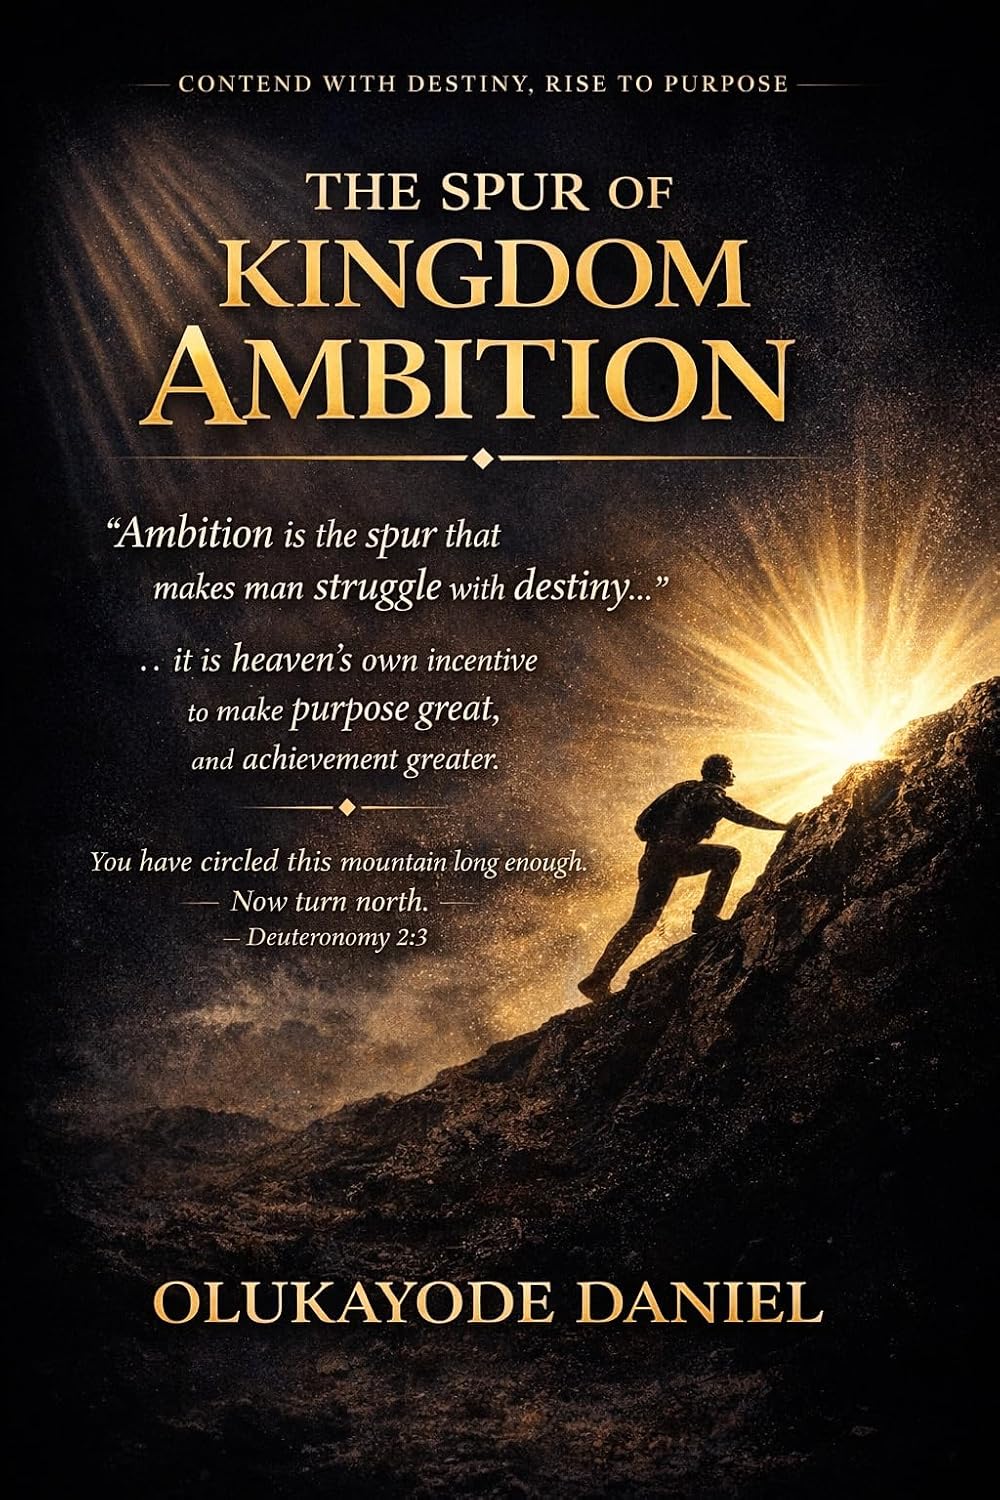 CONTEND WITH DESTINY, RISE TO PURPOSE
THE SPUR OF
KINGDOM
AMBITION
“Ambition is the spur that
makes man struggle with destiny...”
.. it is heaven’s own incentive
to make purpose great,
and achievement greater.
You have circled this mountain long enough.
— Now turn north. —
– Deuteronomy 2:3
OLUKAYODE DANIEL